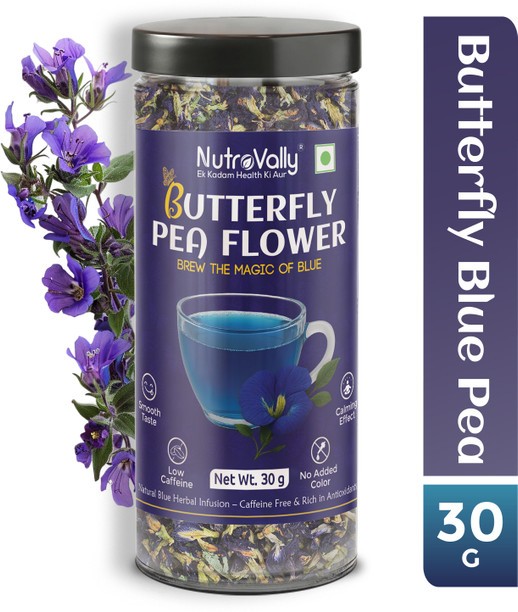 NutroVally®
Ek Kadam Health Ki Aur
BUTTERFLY
PEA FLOWER
BREW THE MAGIC OF BLUE
Smooth
Taste
Calming
Effect
Low
Caffeine
No Added
Color
Net Wt. 30 g
Natural Blue Herbal Infusion – Caffeine Free & Rich in Antioxidants
Butterfly Blue Pea
30
G